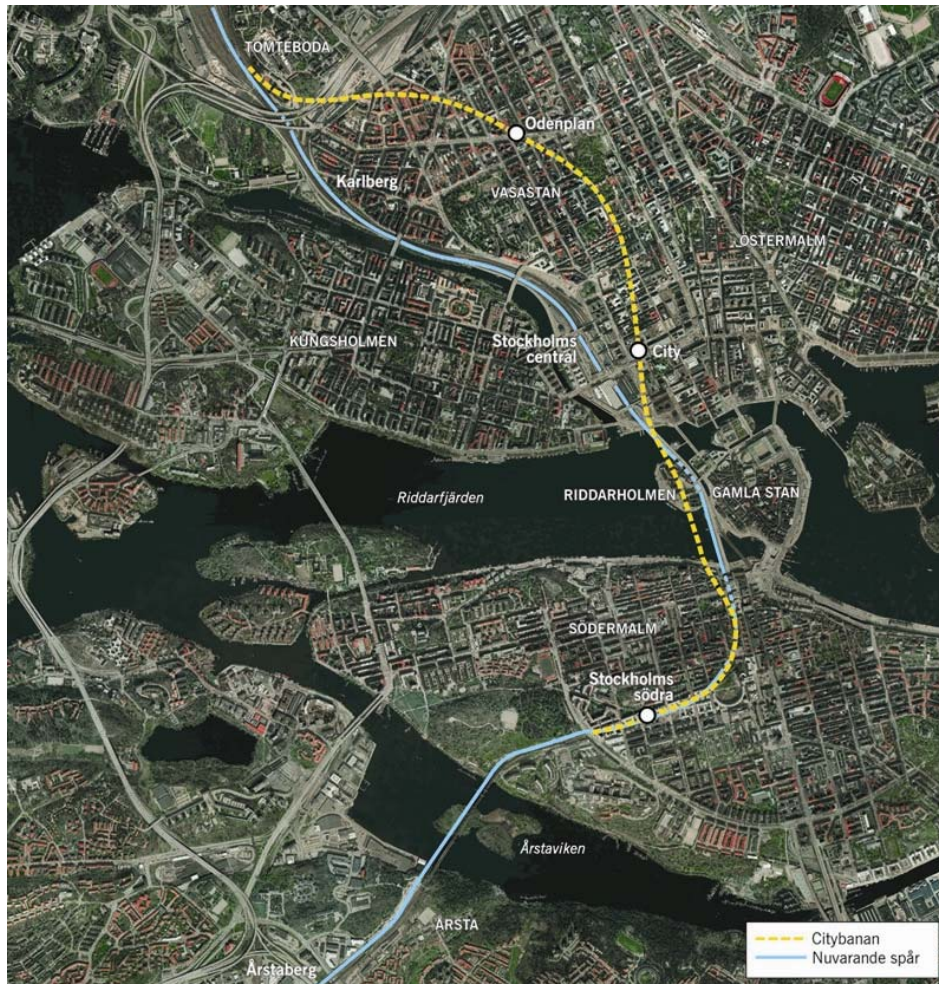 TOMTEBODA
Odenplan
Karlberg
VASASTAN
ÖSTERMALM
KUNGSHOLMEN
Stockholms
central
City
Riddarfjärden
RIDDARHOLMEN
GAMLA STAN
SÖDERMALM
Stockholms
södra
Årstaviken
ÅRSTA
Årstaberg
Citybanan
Nuvarande spår